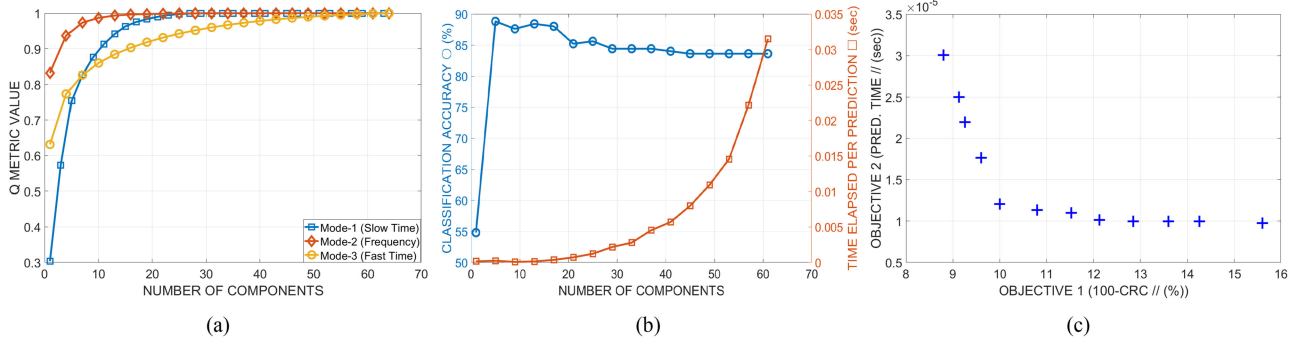 1
0.9
0.8
0.7
0.6
0.5
0.4
0.3
0 10 20 30 40 50 60 70
Q METRIC VALUE
NUMBER OF COMPONENTS
Mode-1 (Slow Time)
Mode-2 (Frequency)
Mode-3 (Fast Time)
(a)
90
85
80
75
70
65
60
55
50
CLASSIFICATION ACCURACY ○ (%)
0 10 20 30 40 50 60 70
NUMBER OF COMPONENTS
0.035
0.03
0.025
0.02
0.015
0.01
0.005
0
TIME ELAPSED PER PREDICTION □ (sec)
(b)
×10-5
3.5
3
2.5
2
1.5
1
0.5
OBJECTIVE 2 (PRED. TIME // (sec))
8 9 10 11 12 13 14 15 16
OBJECTIVE 1 (100-CRC // (%))
(c)